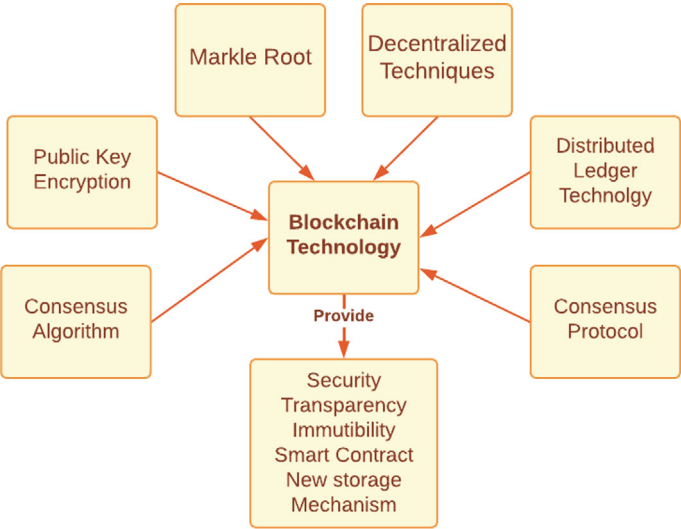 Markle Root
Decentralized
Techniques
Public Key
Encryption
Distributed
Ledger
Technolgy
Blockchain
Technology
Consensus
Algorithm
Consensus
Protocol
Provide
Security
Transparency
Immutibility
Smart Contract
New storage
Mechanism